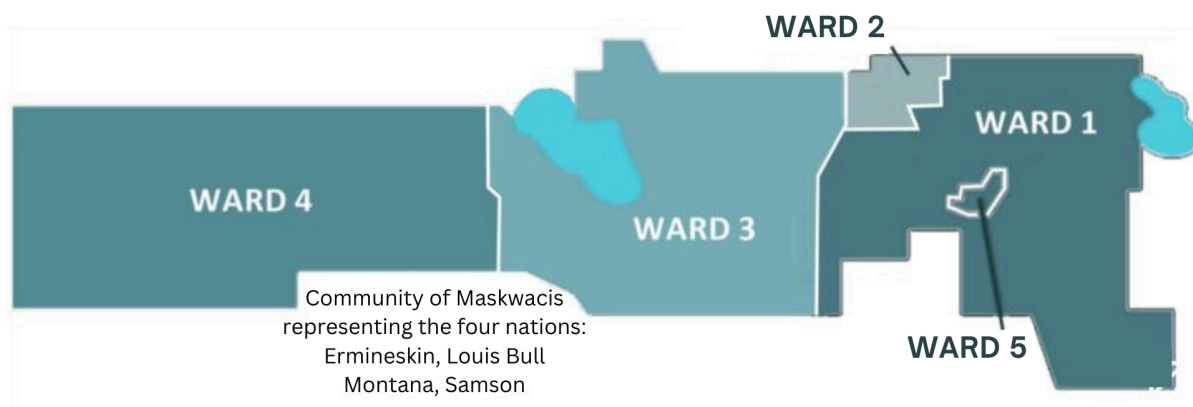 WARD 2
WARD 1
WARD 4
WARD 3
Community of Maskwacis
representing the four nations:
Ermineskin, Louis Bull
Montana, Samson
WARD 5